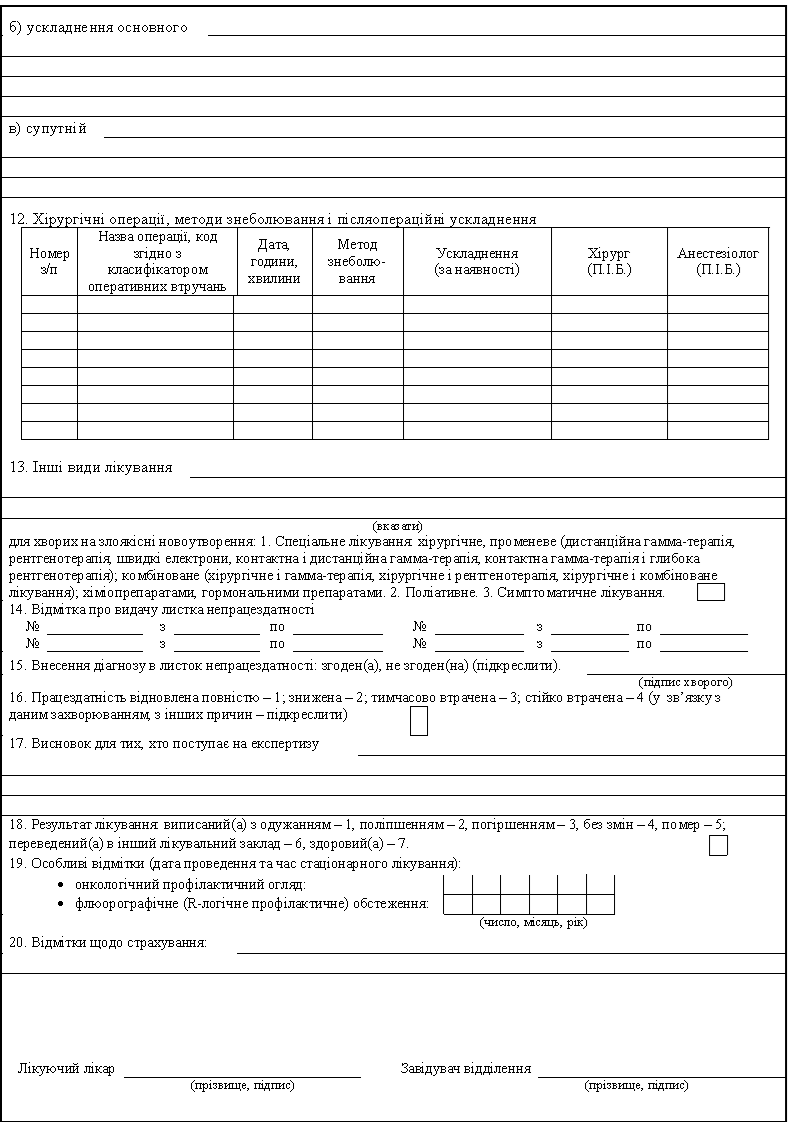 б) ускладнення основного
в) супутній
12. Хірургічні операції, методи знеболювання і післяопераційні ускладнення
Номер з/п
Назва операції, код згідно з класифікатором оперативних втручань
Дата, години, хвилини
Метод знеболю-вання
Ускладнення (за наявності)
Хірург (П.І.Б.)
Анестезіолог (П.І.Б.)
13. Інші види лікування
(вказати)
для хворих на злоякісні новоутворення: 1. Спеціальне лікування: хірургічне, променеве (дистанційна гамма-терапія,
рентгенотерапія, швидкі електрони, контактна і дистанційна гамма-терапія, контактна гамма-терапія і глибока
рентгенотерапія); комбіноване (хірургічне і гамма-терапія, хірургічне і рентгенотерапія, хірургічне і комбіноване
лікування); хіміопрепаратами, гормональними препаратами. 2. Поліативне. 3. Симптоматичне лікування.
14. Відмітка про видачу листка непрацездатності
№ з по № з по
№ з по № з по
15. Внесення діагнозу в листок непрацездатності: згоден(а), не згоден(на) (підкреслити).
(підпис хворого)
16. Працездатність відновлена повністю – 1; знижена – 2; тимчасово втрачена – 3; стійко втрачена – 4 (у зв’язку з
даним захворюванням, з інших причин – підкреслити)
17. Висновок для тих, хто поступає на експертизу
18. Результат лікування: виписаний(а) з одужанням – 1, поліпшенням – 2, погіршенням – 3, без змін – 4, помер – 5;
переведений(а) в інший лікувальний заклад – 6, здоровий(а) – 7.
19. Особливі відмітки (дата проведення та час стаціонарного лікування):
• онкологічний профілактичний огляд:
• флюорографічне (R-логічне профілактичне) обстеження:
(число, місяць, рік)
20. Відмітки щодо страхування:
Лікуючий лікар Завідувач відділення
(прізвище, підпис) (прізвище, підпис)